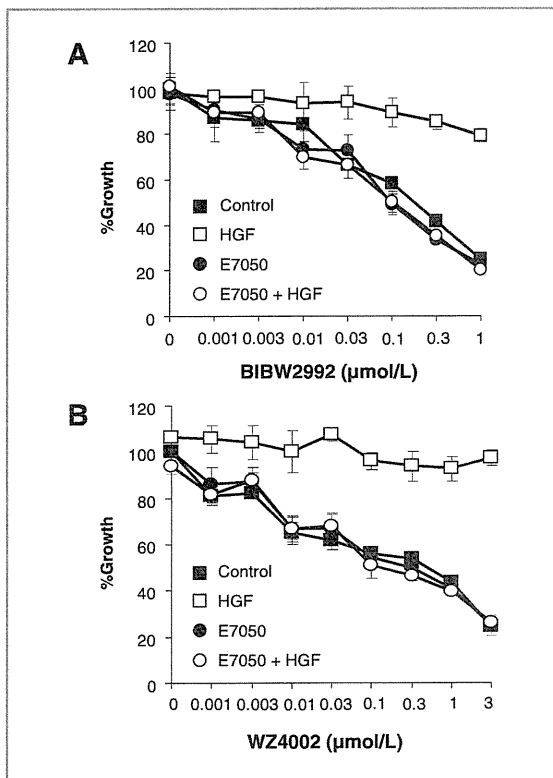 A
120
100
80
60
40
20
0
%Growth
Control
HGF
E7050
E7050 + HGF
0 0.001 0.003 0.01 0.03 0.1 0.3 1
BIBW2992 (µmol/L)
B
120
100
80
60
40
20
0
%Growth
Control
HGF
E7050
E7050 + HGF
0 0.001 0.003 0.01 0.03 0.1 0.3 1 3
WZ4002 (µmol/L)